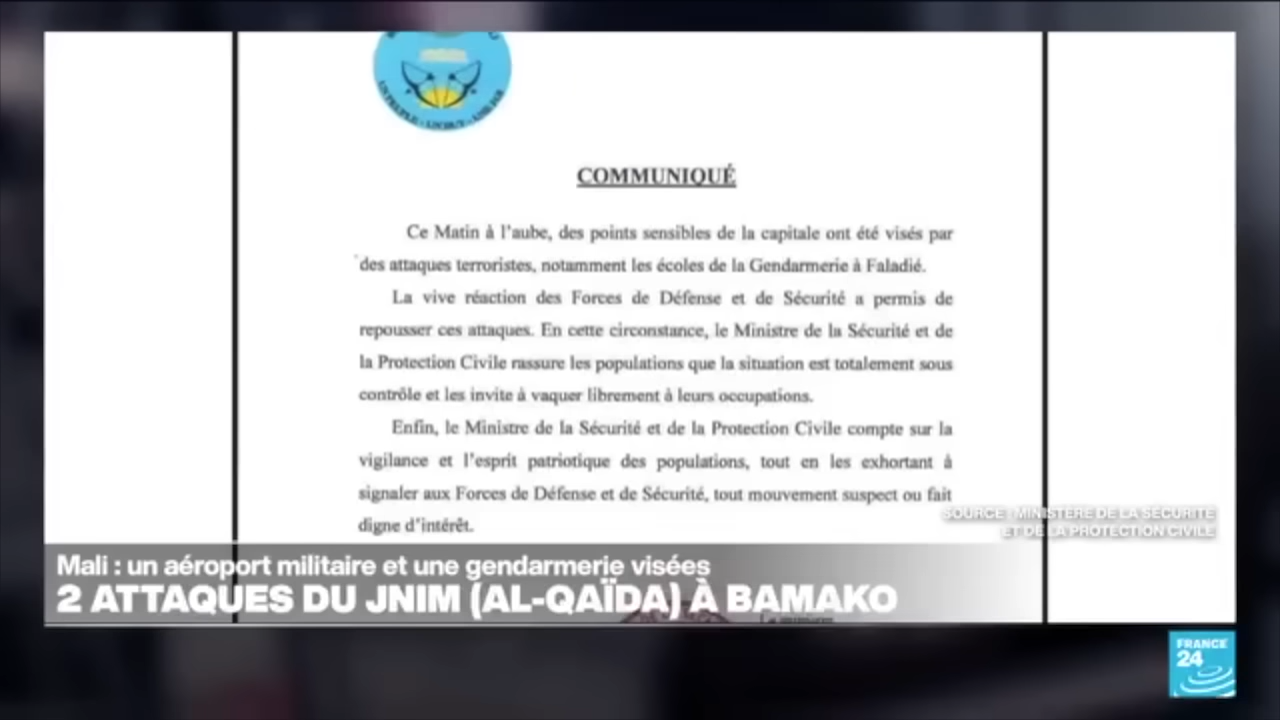 COMMUNIQUÉ
Ce Matin à l'aube, des points sensibles de la capitale ont été visés par
des attaques terroristes, notamment les écoles de la Gendarmerie à Faladié.
La vive réaction des Forces de Défense et de Sécurité a permis de
repousser ces attaques. En cette circonstance, le Ministre de la Sécurité et de
la Protection Civile rassure les populations que la situation est totalement sous
contrôle et les invite à vaquer librement à leurs occupations.
Enfin, le Ministre de la Sécurité et de la Protection Civile compte sur la
vigilance et l'esprit patriotique des populations, tout en les exhortant à
signaler aux Forces de Défense et de Sécurité, tout mouvement suspect ou fait
digne d'intérêt.
SOURCE : MINISTÈRE DE LA SÉCURITÉ
ET DE LA PROTECTION CIVILE
Mali : un aéroport militaire et une gendarmerie visées
2 ATTAQUES DU JNIM (AL-QAÏDA) À BAMAKO
FRANCE
24